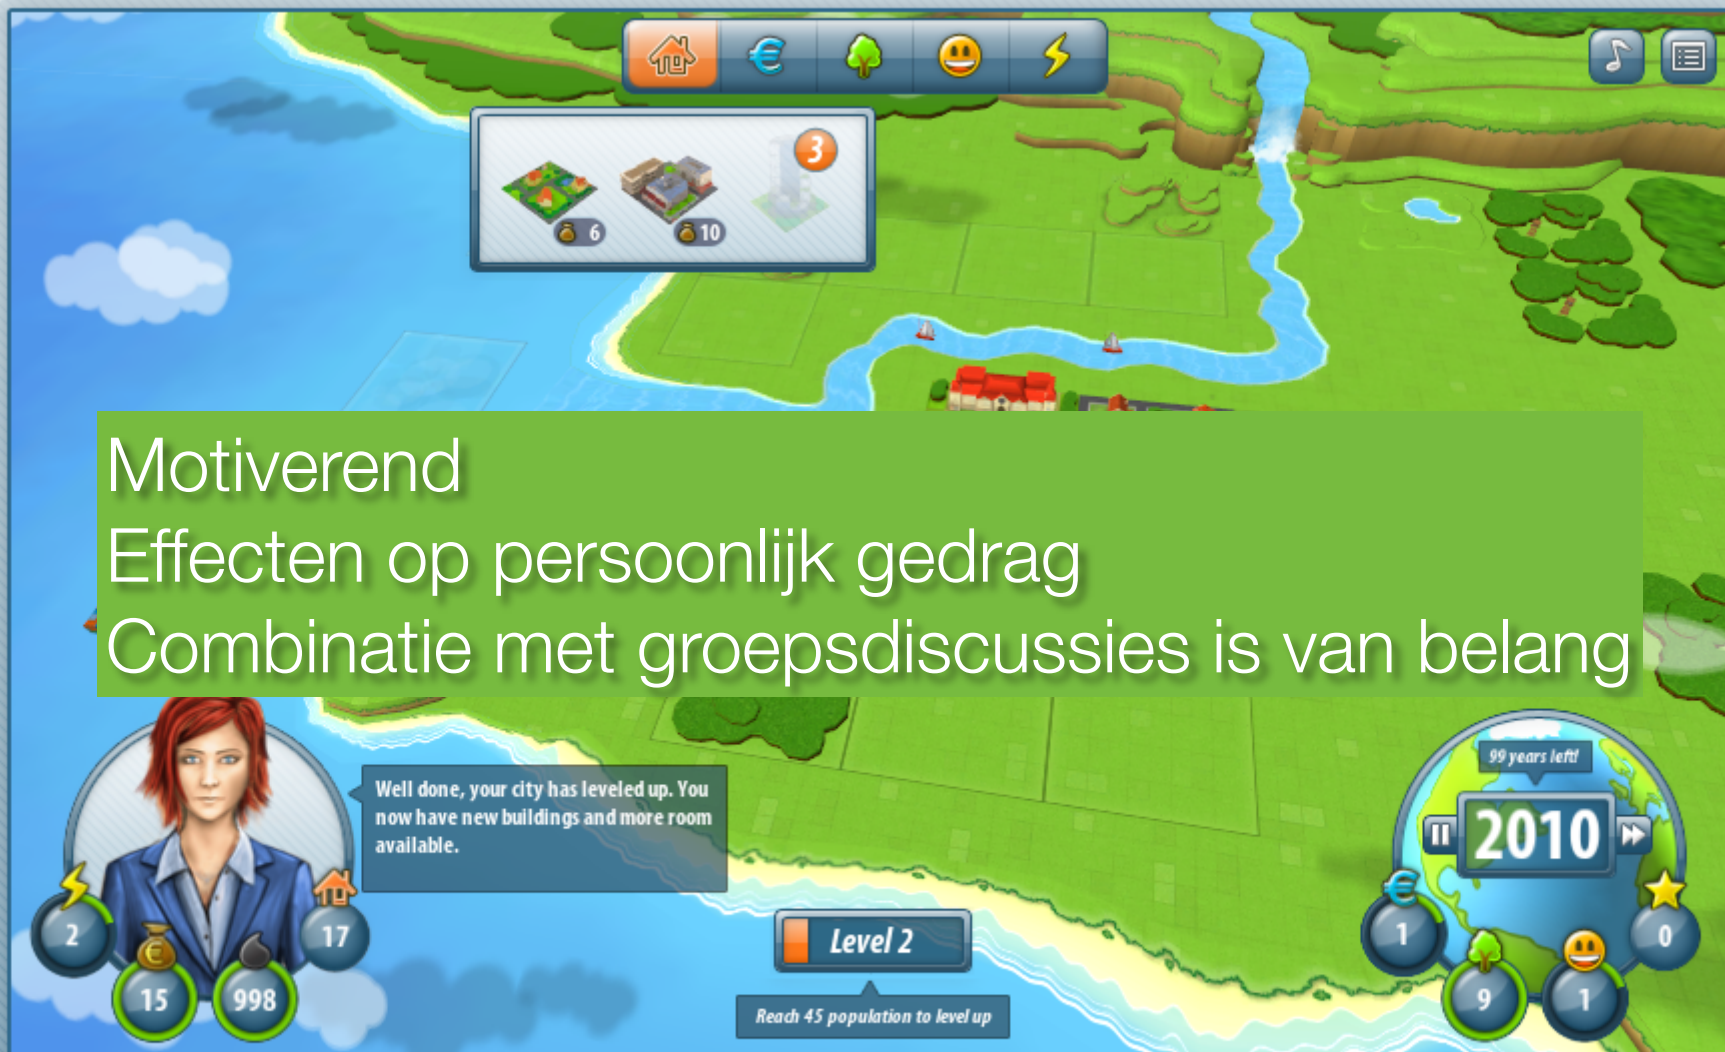 3
6
10
Motiverend
Effecten op persoonlijk gedrag
Combinatie met groepsdiscussies is van belang
99 years left!
2010
Well done, your city has leveled up. You
now have new buildings and more room
available.
2
17
15
998
Level 2
Reach 45 population to level up
1
0
9
1